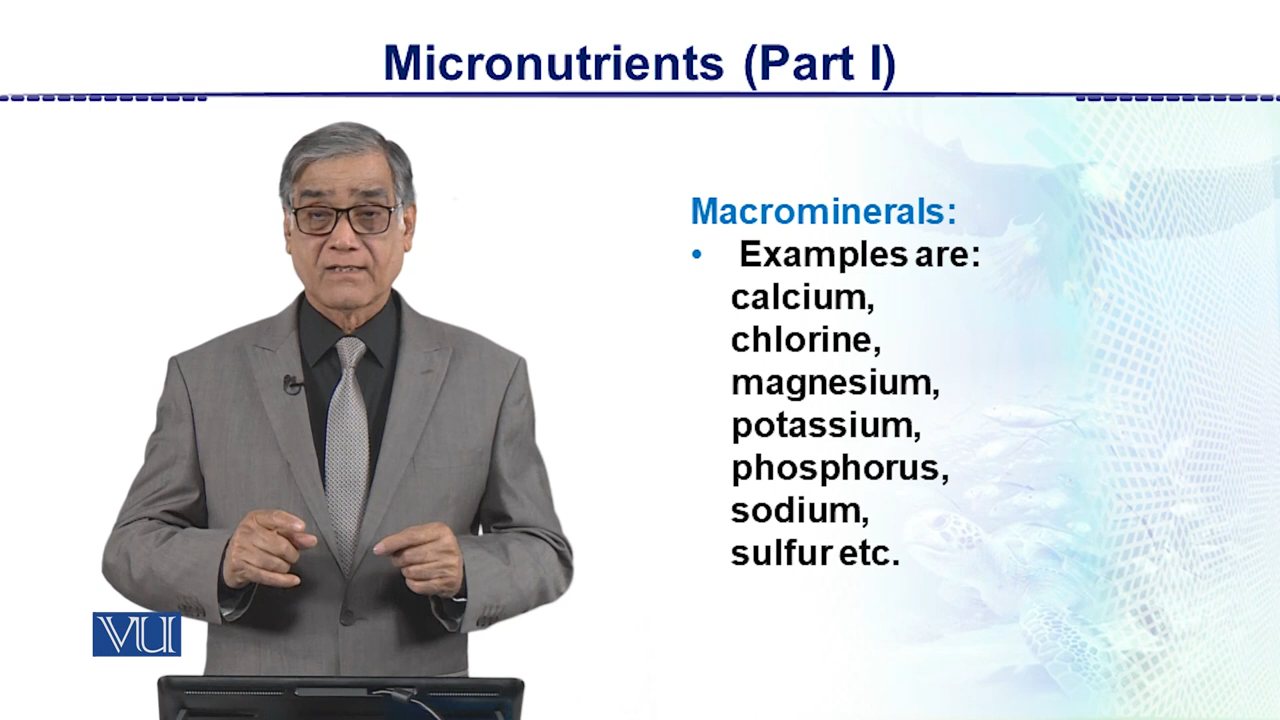 Micronutrients (Part I)
Macrominerals:
• Examples are:
calcium,
chlorine,
magnesium,
potassium,
phosphorus,
sodium,
sulfur etc.
VU